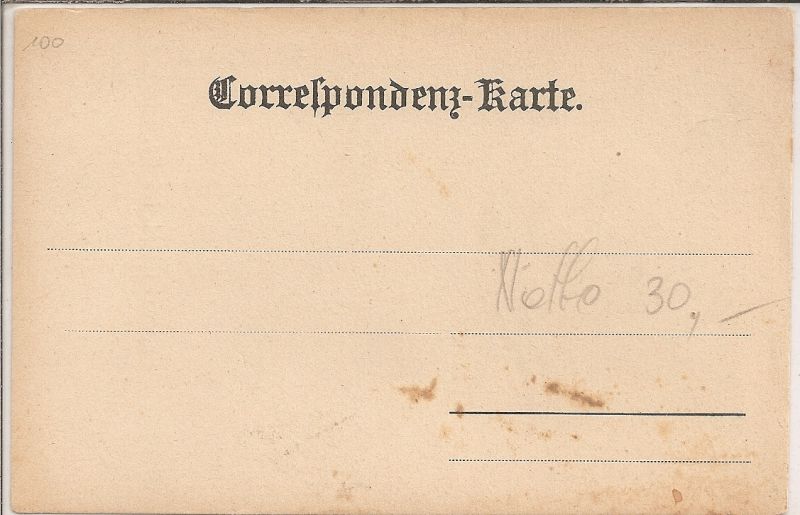 100
Correſpondenz-Karte.
Netto 30,—